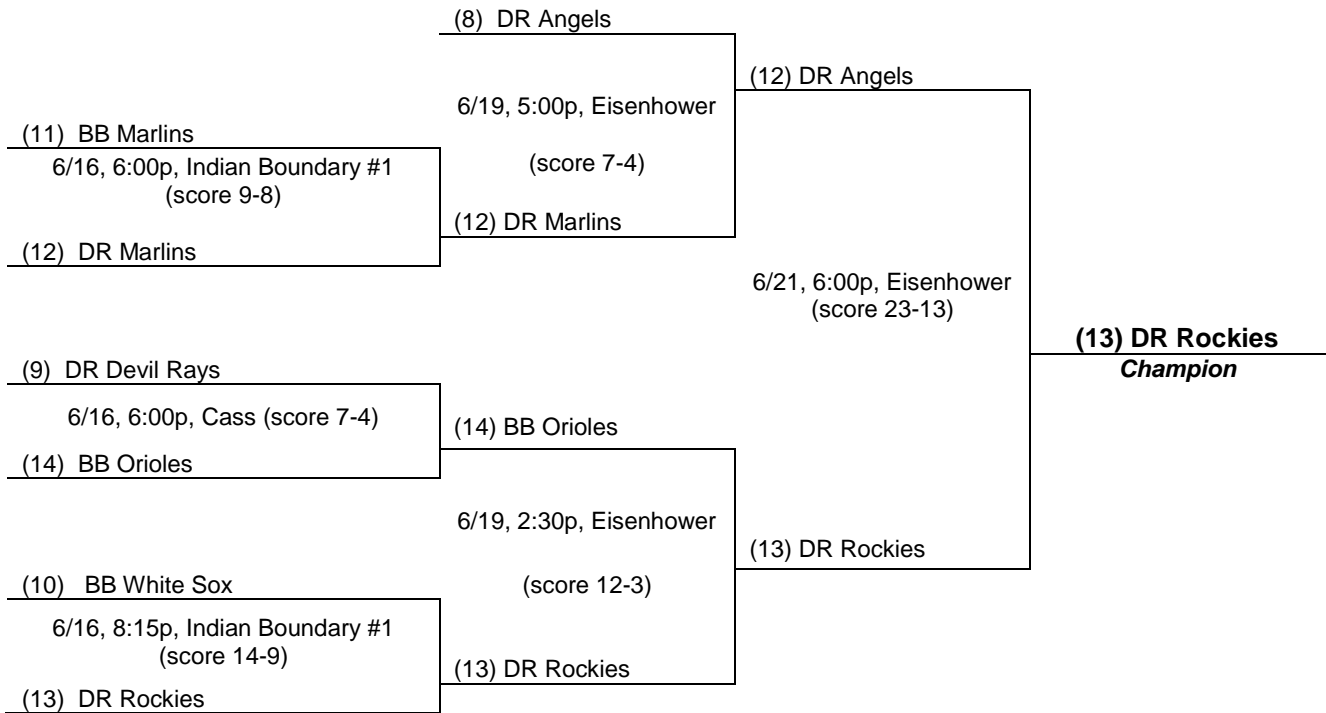 (8) DR Angels
(12) DR Angels
6/19, 5:00p, Eisenhower
(11) BB Marlins
6/16, 6:00p, Indian Boundary #1
(score 9-8)
(score 7-4)
(12) DR Marlins
(12) DR Marlins
6/21, 6:00p, Eisenhower
(score 23-13)
(13) DR Rockies
Champion
(9) DR Devil Rays
6/16, 6:00p, Cass (score 7-4)
(14) BB Orioles
(14) BB Orioles
6/19, 2:30p, Eisenhower
(13) DR Rockies
(10) BB White Sox
(score 12-3)
6/16, 8:15p, Indian Boundary #1
(score 14-9)
(13) DR Rockies
(13) DR Rockies